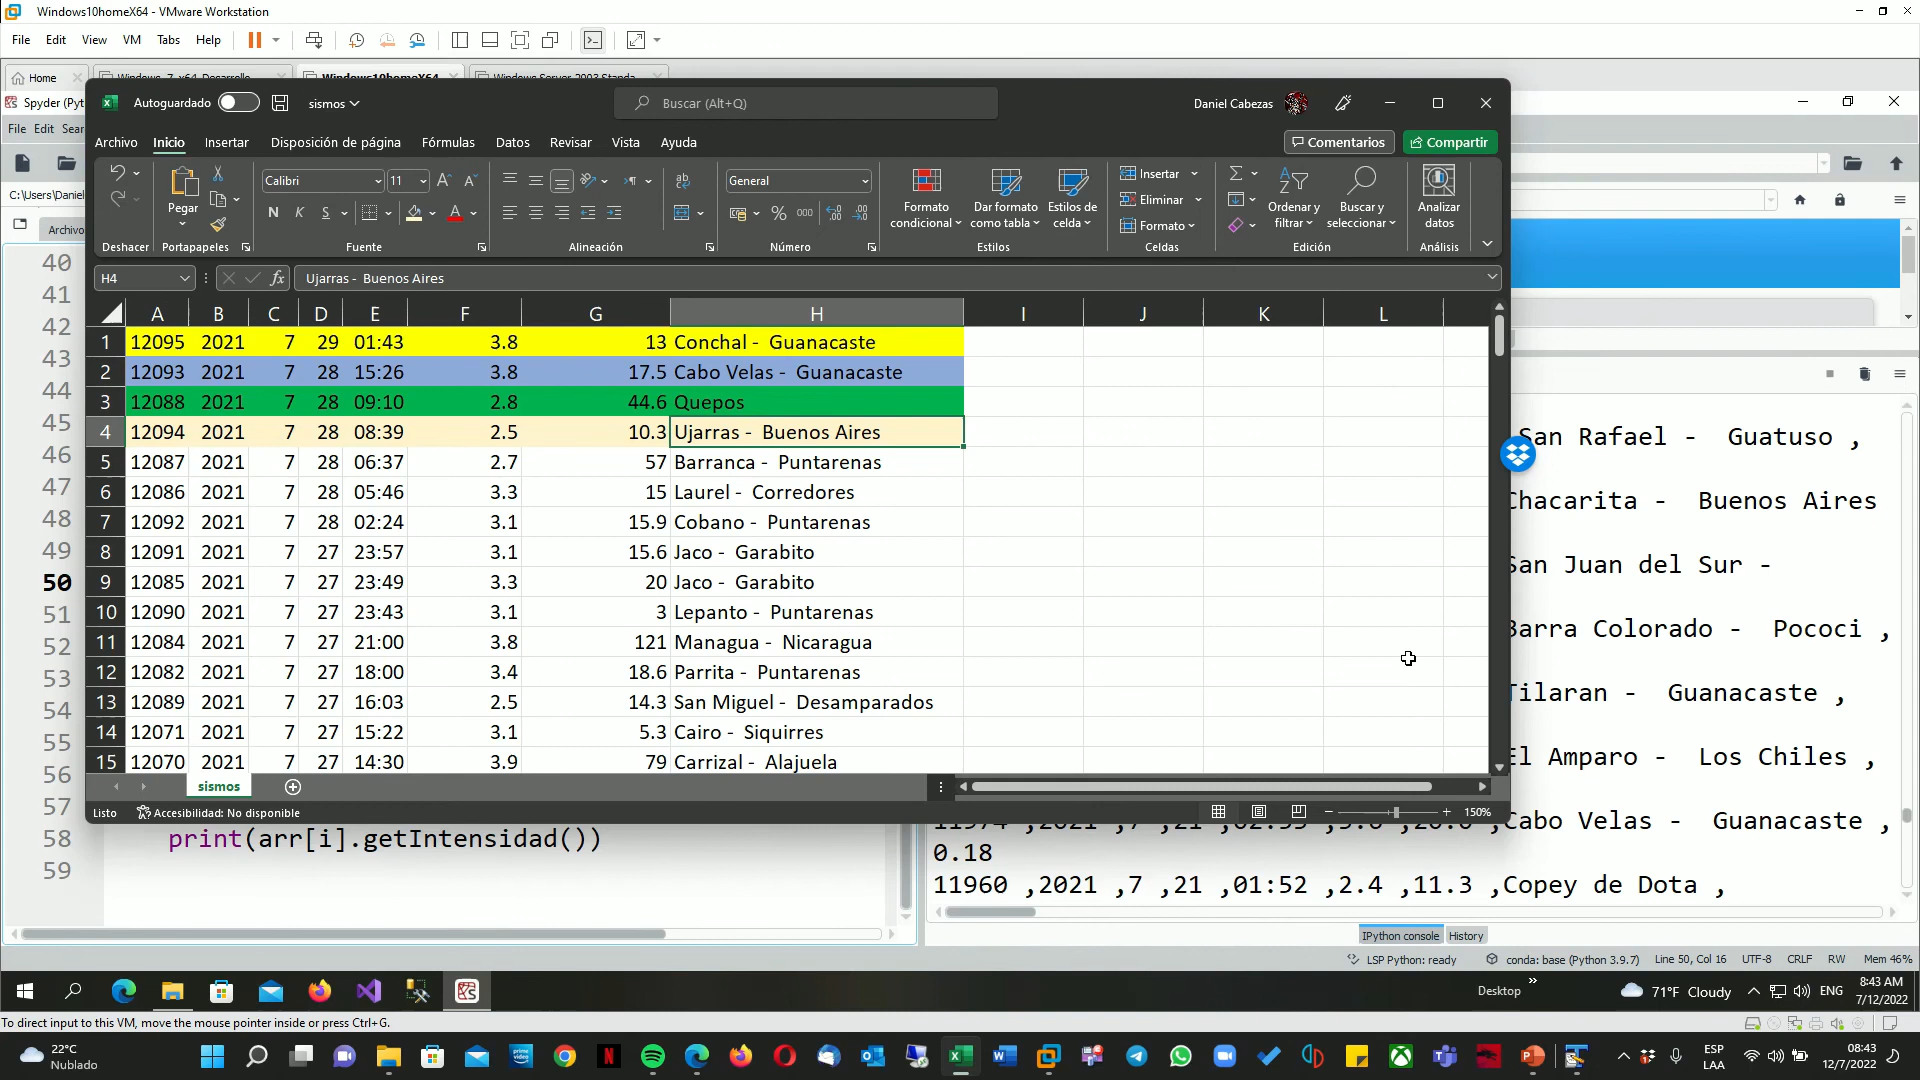 Windows10homeX64 - VMware Workstation
File Edit View VM Tabs Help
Home
Spyder (Pyt
File Edit Sear
C:\Users\Daniel
Archivo
Autoguardado sismos Buscar (Alt+Q) Daniel Cabezas
Archivo Inicio Insertar Disposición de página Fórmulas Datos Revisar Vista Ayuda Comentarios Compartir
Calibri 11 General
Pegar
N K S
% 000
Formato condicional
Dar formato como tabla
Estilos de celda
Insertar
Eliminar
Formato
Ordenar y filtrar
Buscar y seleccionar
Analizar datos
Deshacer Portapapeles Fuente Alineación Número Estilos Celdas Edición Análisis
H4 fx Ujarras - Buenos Aires
A B C D E F G H I J K L
1 12095 2021 7 29 01:43 3.8 13 Conchal - Guanacaste
2 12093 2021 7 28 15:26 3.8 17.5 Cabo Velas - Guanacaste
3 12088 2021 7 28 09:10 2.8 44.6 Quepos
4 12094 2021 7 28 08:39 2.5 10.3 Ujarras - Buenos Aires
5 12087 2021 7 28 06:37 2.7 57 Barranca - Puntarenas
6 12086 2021 7 28 05:46 3.3 15 Laurel - Corredores
7 12092 2021 7 28 02:24 3.1 15.9 Cobano - Puntarenas
8 12091 2021 7 27 23:57 3.1 15.6 Jaco - Garabito
9 12085 2021 7 27 23:49 3.3 20 Jaco - Garabito
10 12090 2021 7 27 23:43 3.1 3 Lepanto - Puntarenas
11 12084 2021 7 27 21:00 3.8 121 Managua - Nicaragua
12 12082 2021 7 27 18:00 3.4 18.6 Parrita - Puntarenas
13 12089 2021 7 27 16:03 2.5 14.3 San Miguel - Desamparados
14 12071 2021 7 27 15:22 3.1 5.3 Cairo - Siquirres
15 12070 2021 7 27 14:30 3.9 79 Carrizal - Alajuela
sismos
Listo Accesibilidad: No disponible 150%
40
41
42
43
44
45
46
47
48
49
50
51
52
53
54
55
56
57
58 print(arr[i].getIntensidad())
59
San Rafael - Guatuso ,
Chacarita - Buenos Aires
San Juan del Sur -
Barra Colorado - Pococi ,
Tilaran - Guanacaste ,
El Amparo - Los Chiles ,
Cabo Velas - Guanacaste ,
0.18
11960 ,2021 ,7 ,21 ,01:52 ,2.4 ,11.3 ,Copey de Dota ,
IPython console History
LSP Python: ready conda: base (Python 3.9.7) Line 50, Col 16 UTF-8 CRLF RW Mem 46%
Desktop 71°F Cloudy ENG 8:43 AM
7/12/2022
To direct input to this VM, move the mouse pointer inside or press Ctrl+G.
22°C
Nublado
ESP
LAA
08:43
12/7/2022